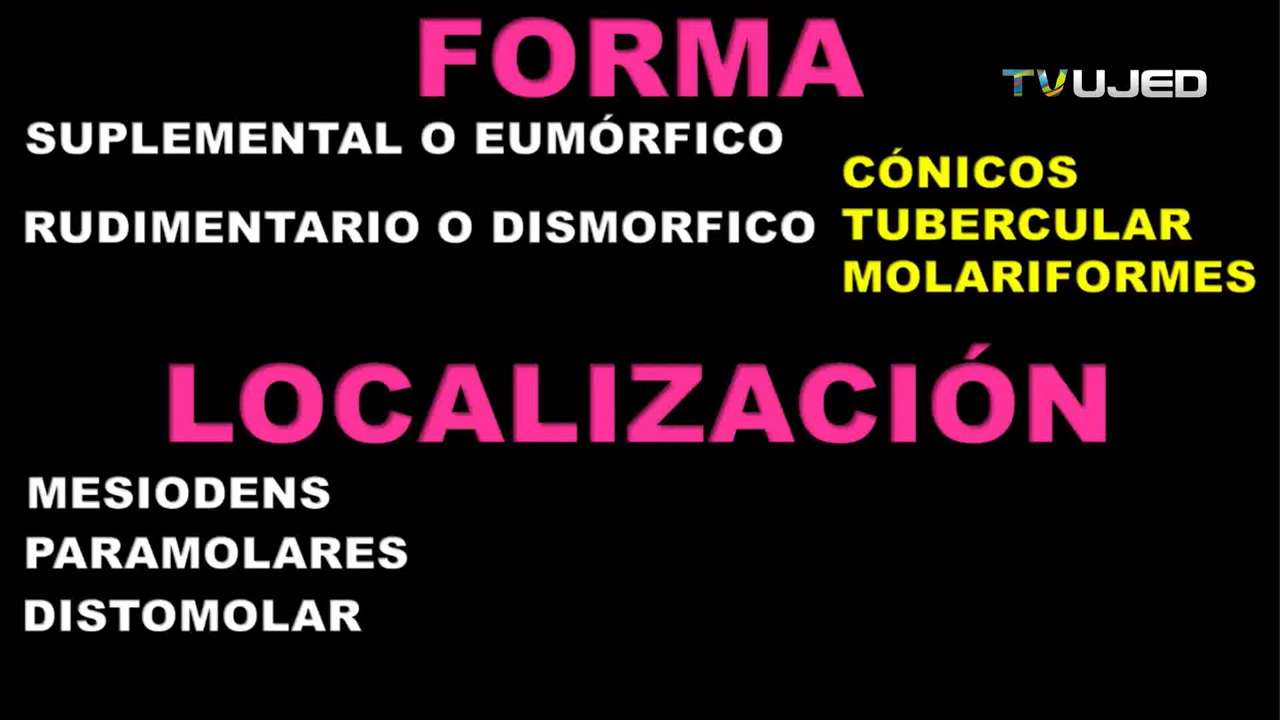 FORMA
TVUJED
SUPLEMENTAL O EUMÓRFICO
RUDIMENTARIO O DISMORFICO
CÓNICOS
TUBERCULAR
MOLARIFORMES
LOCALIZACIÓN
MESIODENS
PARAMOLARES
DISTOMOLAR